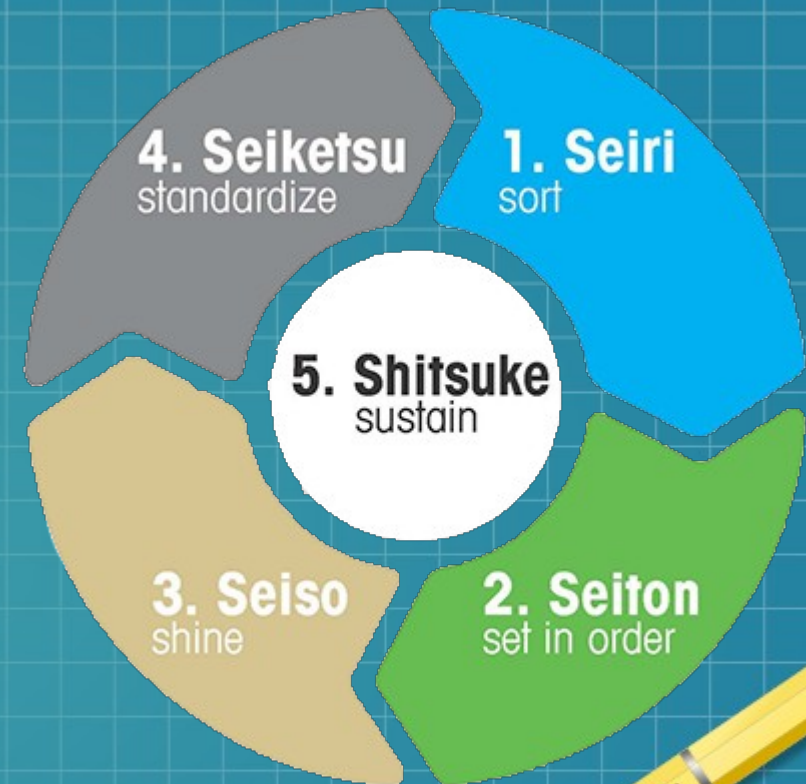 1. Seiri
sort
2. Seiton
set in order
3. Seiso
shine
4. Seiketsu
standardize
5. Shitsuke
sustain